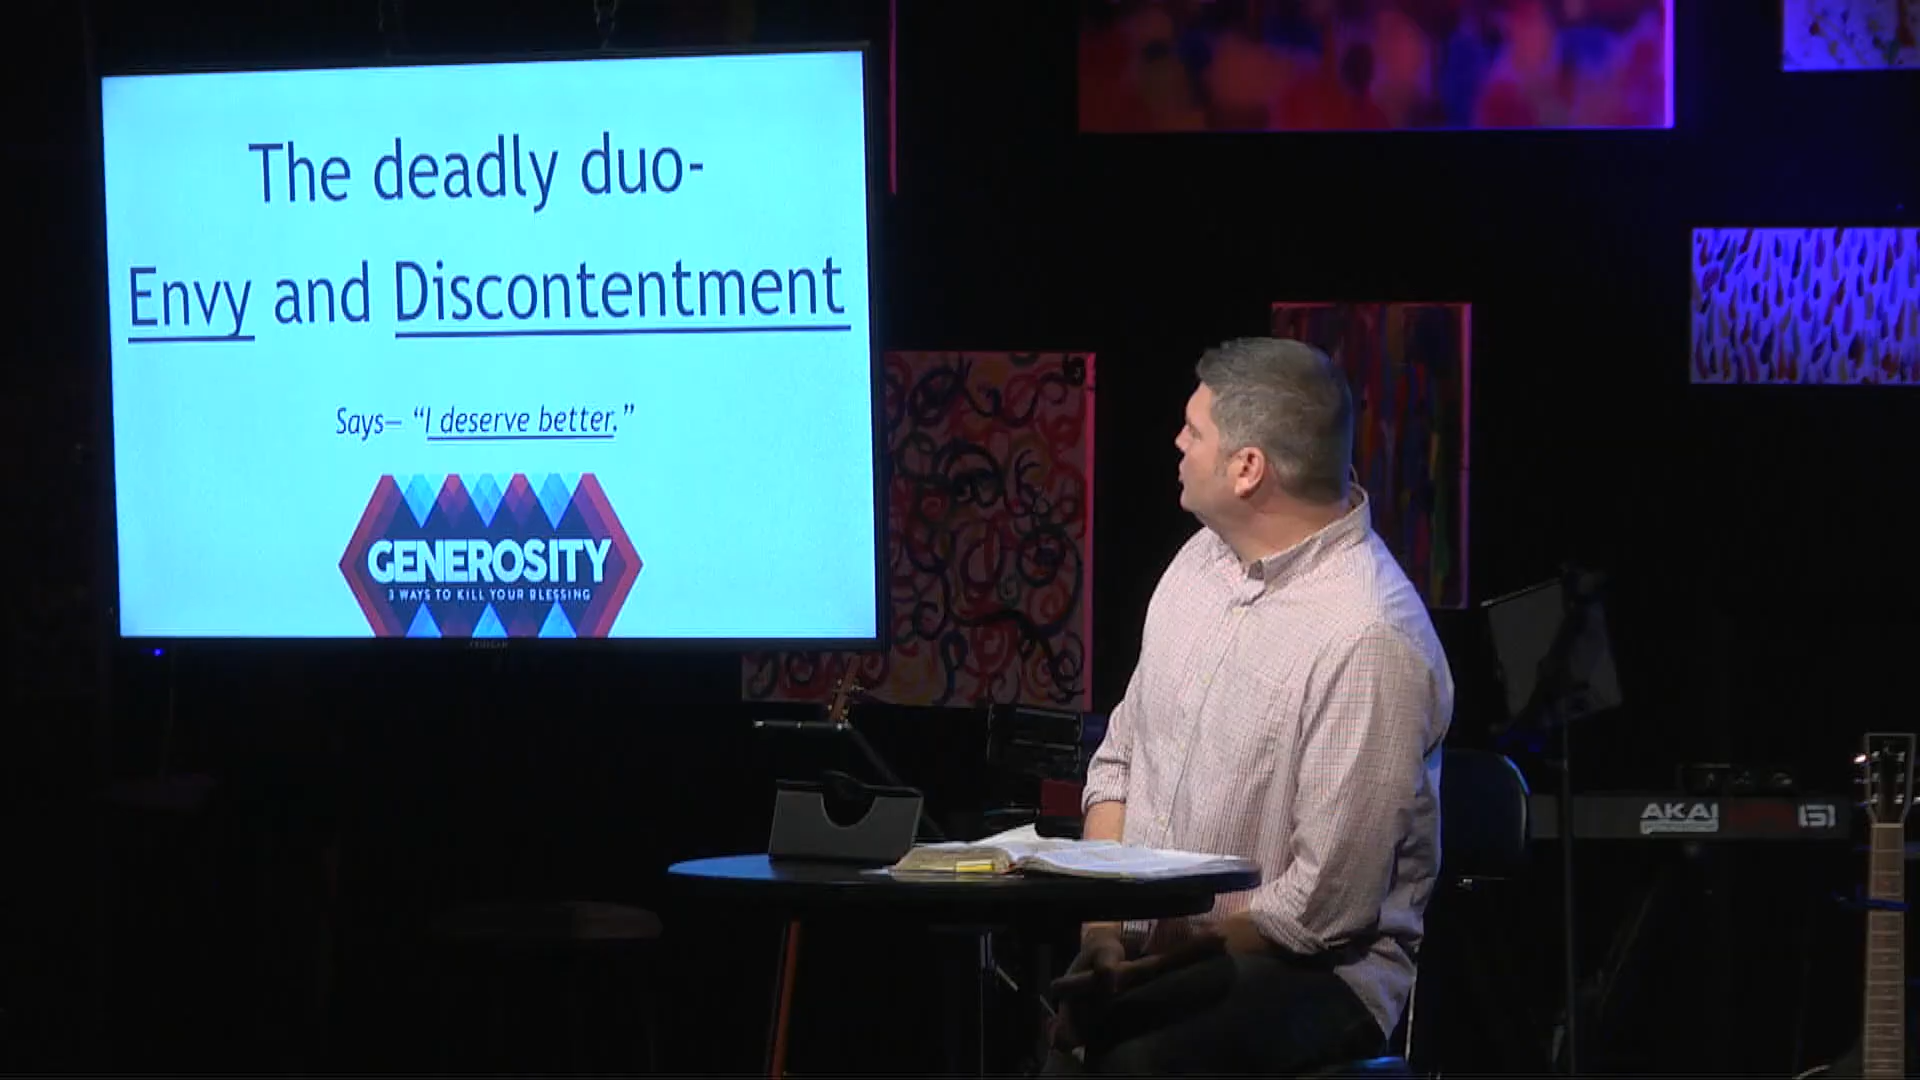 The deadly duo-
Envy and Discontentment
Says– “I deserve better.”
GENEROSITY
3 WAYS TO KILL YOUR BLESSING
AKAI